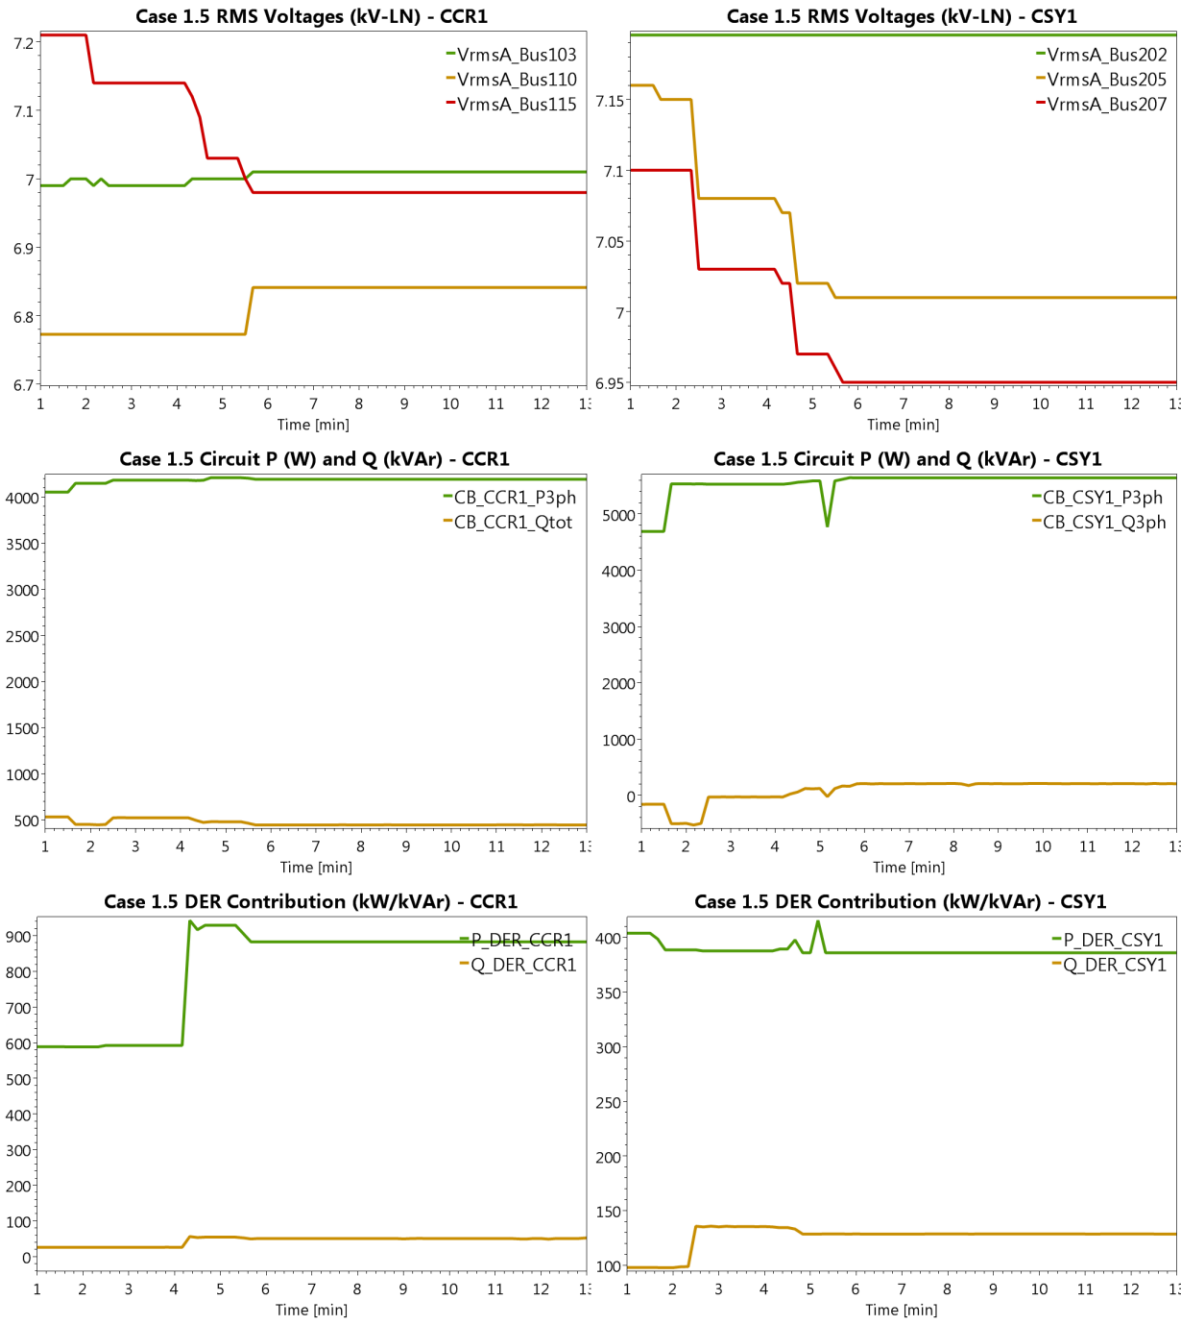 Case 1.5 RMS Voltages (kV-LN) - CCR1
7.2
7.1
7
6.9
6.8
6.7
VrmsA_Bus103
VrmsA_Bus110
VrmsA_Bus115
1 2 3 4 5 6 7 8 9 10 11 12
Time [min]
Case 1.5 RMS Voltages (kV-LN) - CSY1
7.15
7.1
7.05
7
6.95
VrmsA_Bus202
VrmsA_Bus205
VrmsA_Bus207
1 2 3 4 5 6 7 8 9 10 11 12 13
Time [min]
Case 1.5 Circuit P (W) and Q (kVAr) - CCR1
4000
3500
3000
2500
2000
1500
1000
500
CB_CCR1_P3ph
CB_CCR1_Qtot
1 2 3 4 5 6 7 8 9 10 11 12
Time [min]
Case 1.5 Circuit P (W) and Q (kVAr) - CSY1
5000
4000
3000
2000
1000
0
CB_CSY1_P3ph
CB_CSY1_Q3ph
1 2 3 4 5 6 7 8 9 10 11 12 13
Time [min]
Case 1.5 DER Contribution (kW/kVAr) - CCR1
900
800
700
600
500
400
300
200
100
0
P_DER_CCR1
Q_DER_CCR1
1 2 3 4 5 6 7 8 9 10 11 12
Time [min]
Case 1.5 DER Contribution (kW/kVAr) - CSY1
400
350
300
250
200
150
100
P_DER_CSY1
Q_DER_CSY1
1 2 3 4 5 6 7 8 9 10 11 12 13
Time [min]